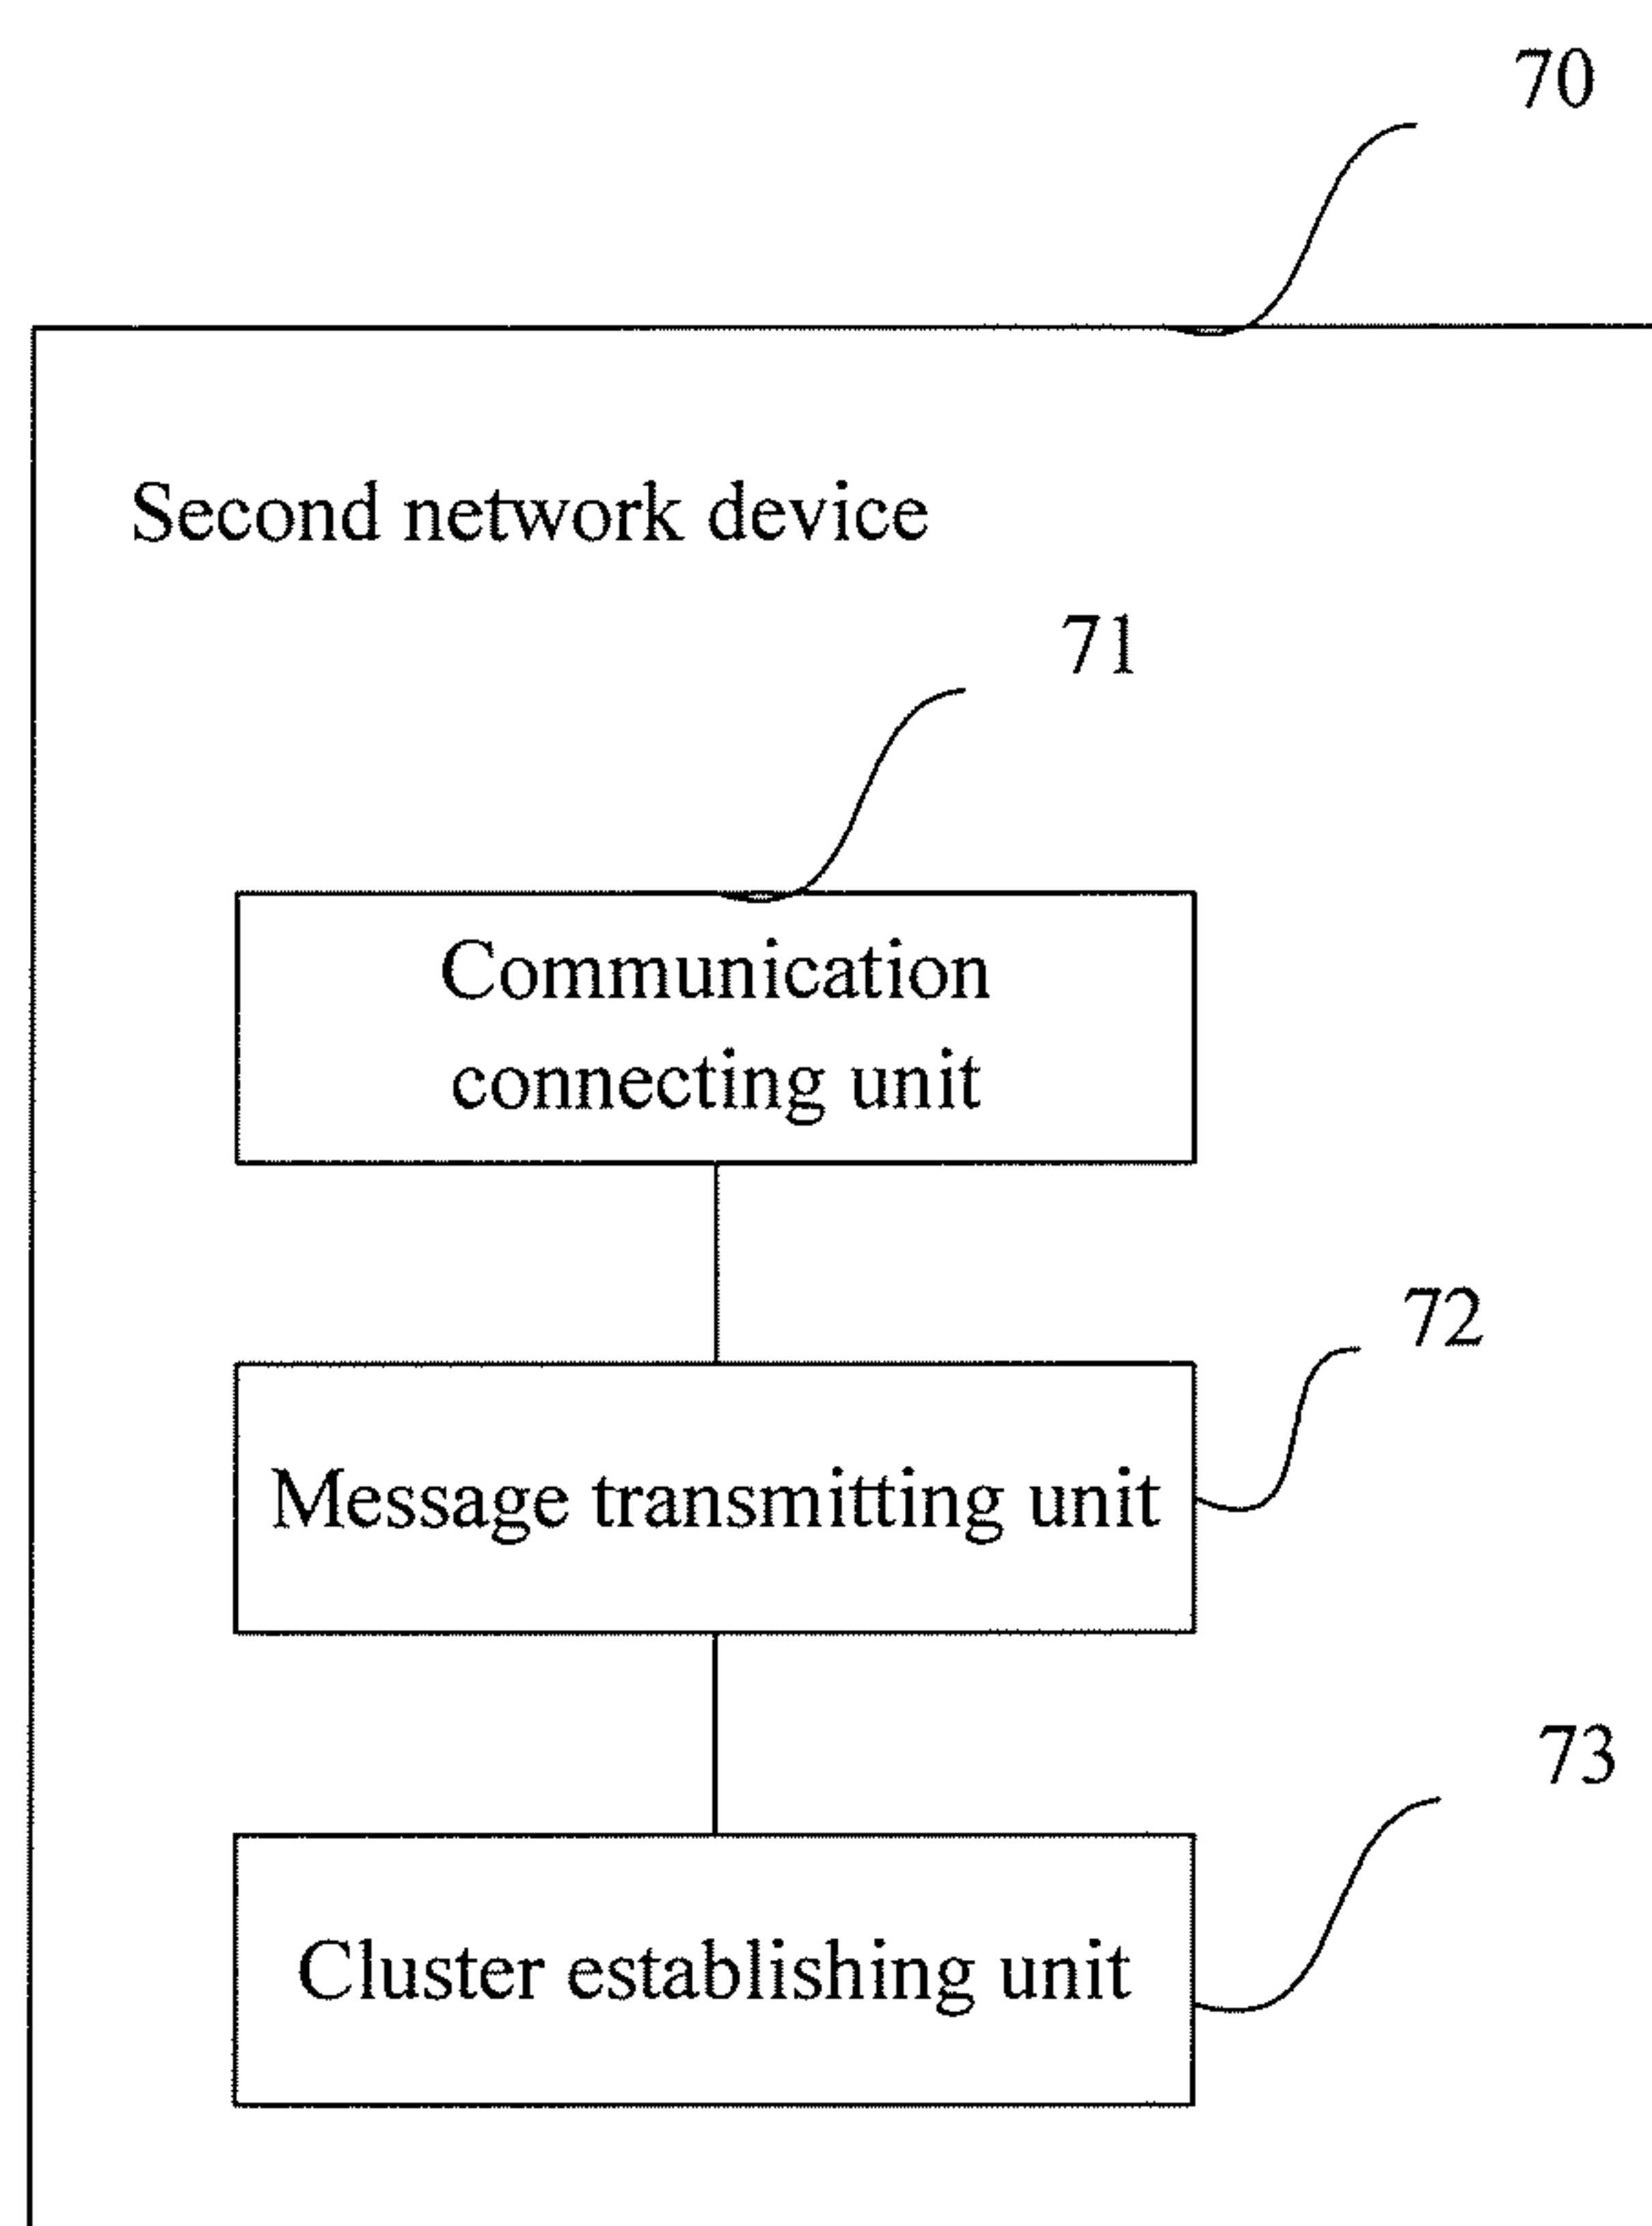 70
Second network device
71
Communication
connecting unit
72
Message transmitting unit
73
Cluster establishing unit